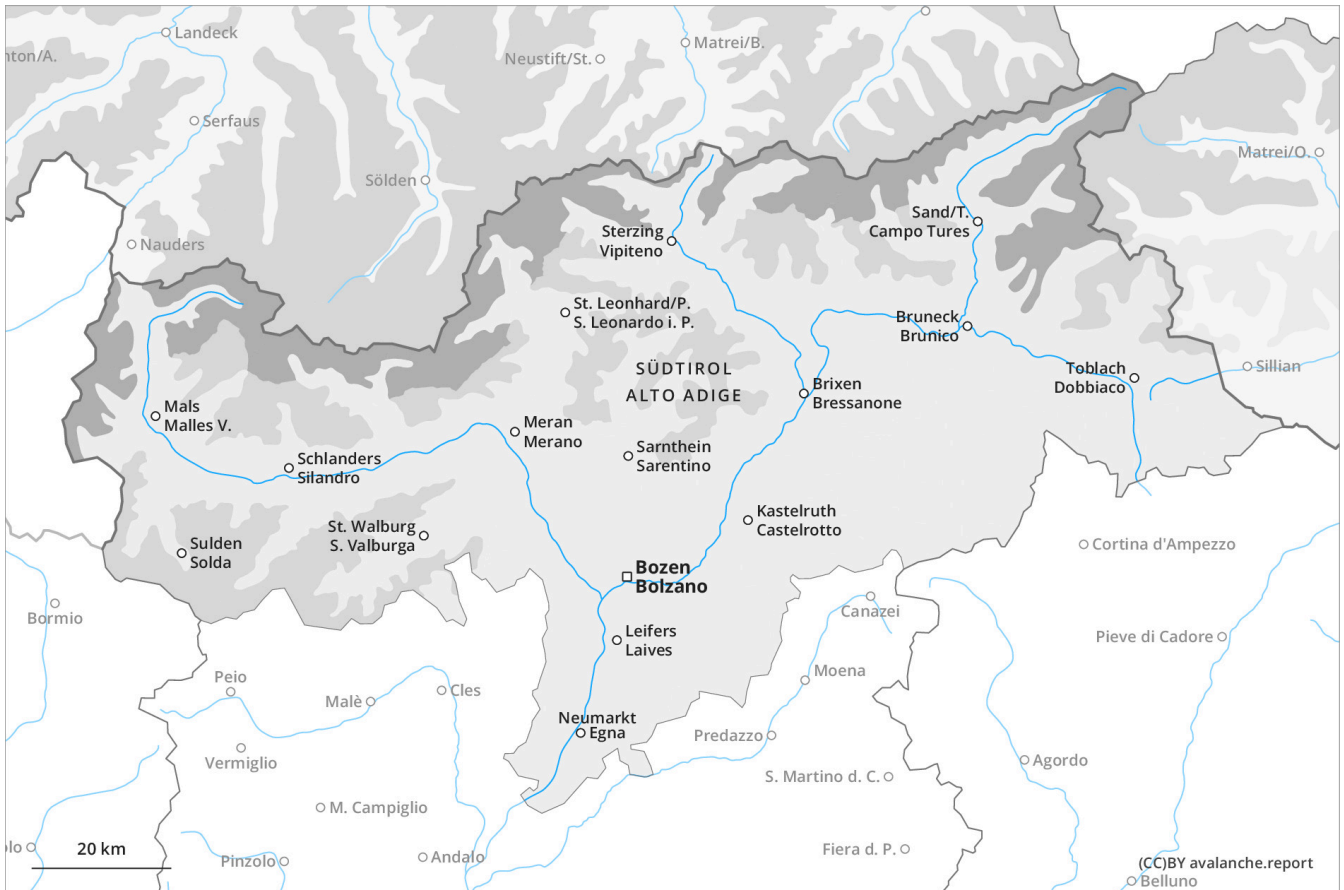 Landeck
nton/A.
Matrei/B.
Neustift/St.
Serfaus
Sölden
Matrei/O.
Nauders
Sand/T.
Campo Tures
Sterzing
Vipiteno
St. Leonhard/P.
S. Leonardo i. P.
Bruneck
Brunico
SÜDTIROL
ALTO ADIGE
Toblach
Dobbiaco
Sillian
Brixen
Bressanone
Mals
Malles V.
Meran
Merano
Schlanders
Silandro
Sarnthein
Sarentino
Kastelruth
Castelrotto
St. Walburg
S. Valburga
Sulden
Solda
Cortina d'Ampezzo
Bozen
Bolzano
Bormio
Canazei
Leifers
Laives
Pieve di Cadore
Peio
Malè
Cles
Moena
Neumarkt
Egna
Predazzo
Vermiglio
Agordo
S. Martino d. C.
M. Campiglio
olo
20 km
Pinzolo
Andalo
Fiera d. P.
(CC)BY avalanche.report
Belluno